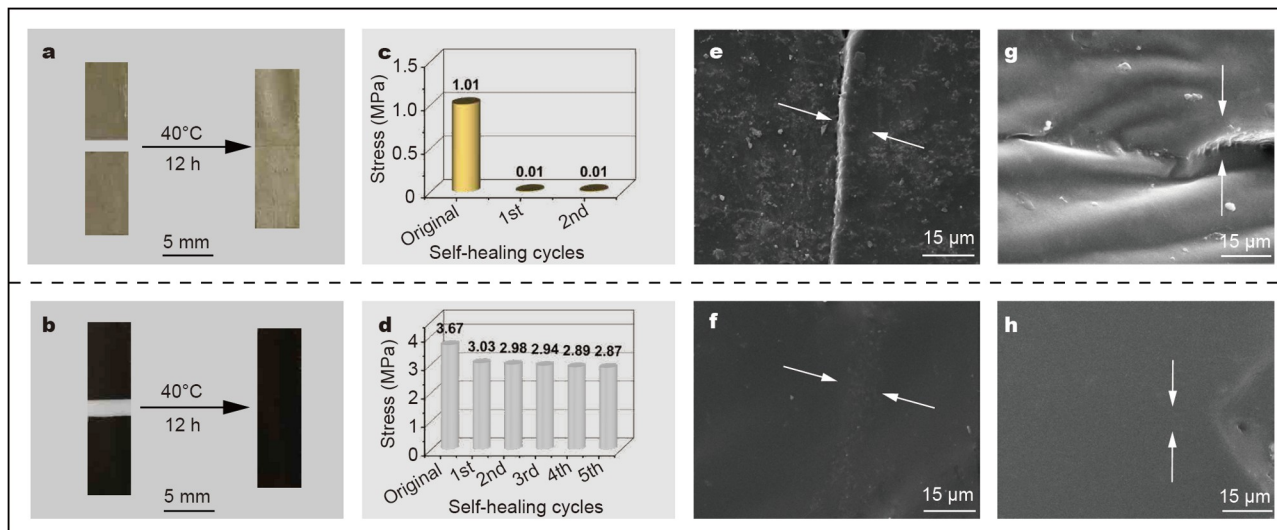 a
40°C
12 h
5 mm
c
Stress (MPa)
1.5
1.0
0.5
0
1.01
0.01
0.01
Original
1st
2nd
Self-healing cycles
e
15 µm
g
15 µm
b
40°C
12 h
5 mm
d
Stress (MPa)
4
3
2
1
0
3.67
3.03
2.98
2.94
2.89
2.87
Original
1st
2nd
3rd
4th
5th
Self-healing cycles
f
15 µm
h
15 µm